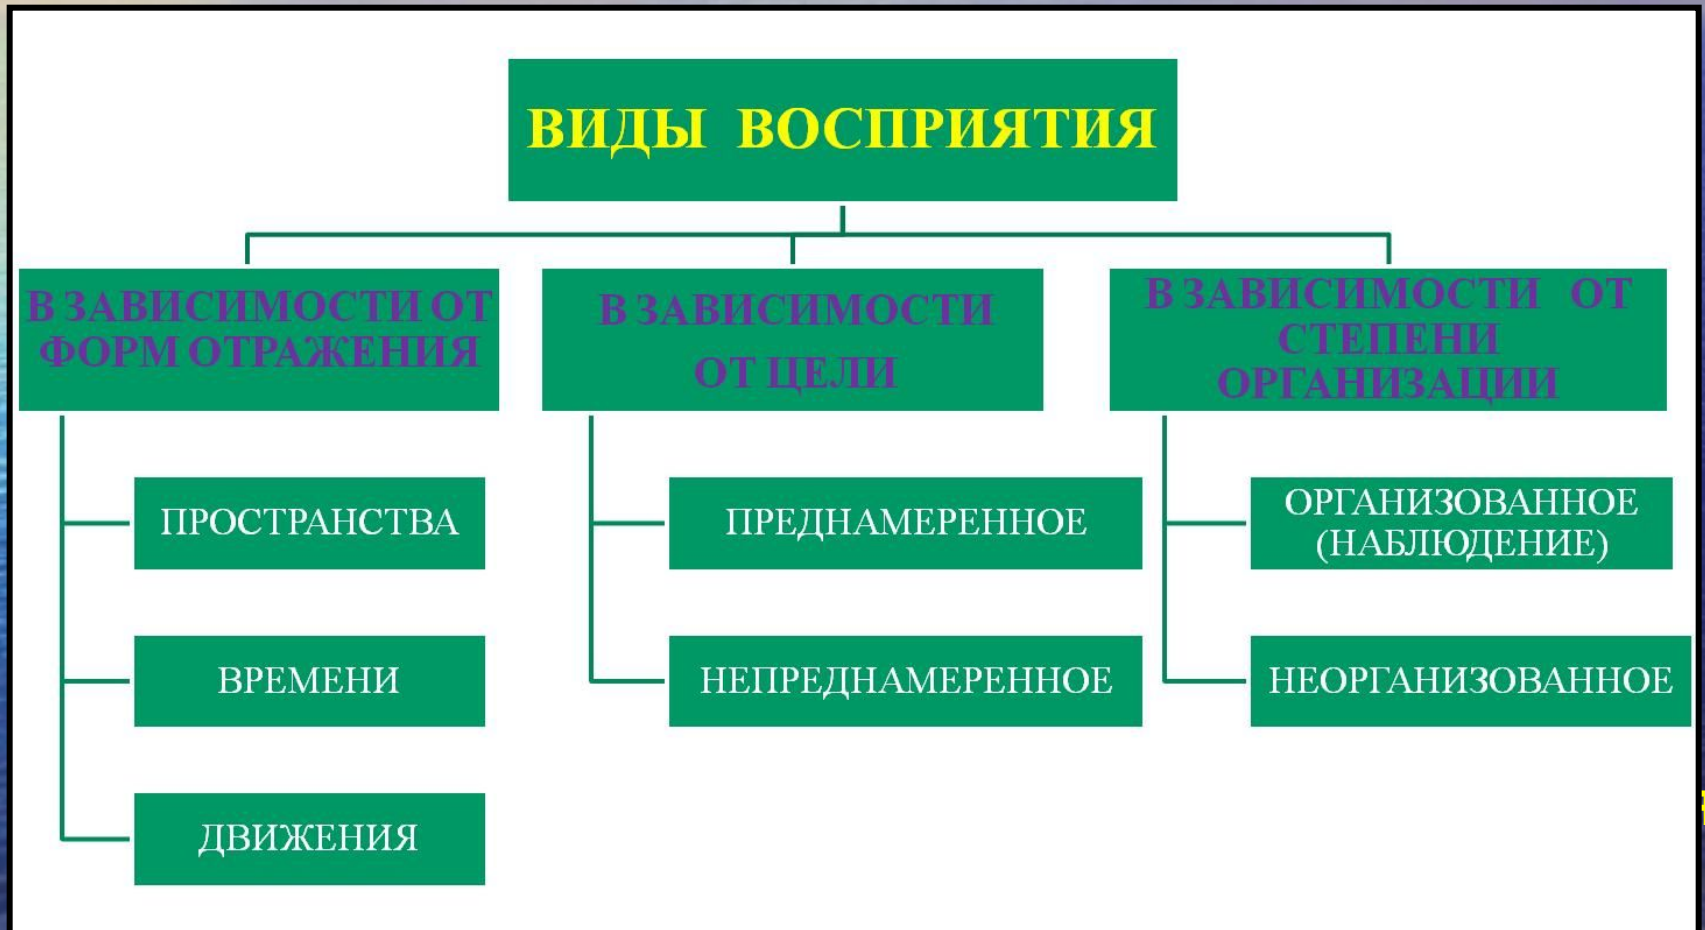 ВИДЫ ВОСПРИЯТИЯ
В ЗАВИСИМОСТИ ОТ
ФОРМ ОТРАЖЕНИЯ
ПРОСТРАНСТВА
ВРЕМЕНИ
ДВИЖЕНИЯ
В ЗАВИСИМОСТИ
ОТ ЦЕЛИ
ПРЕДНАМЕРЕННОЕ
НЕПРЕДНАМЕРЕННОЕ
В ЗАВИСИМОСТИ ОТ
СТЕПЕНИ
ОРГАНИЗАЦИИ
ОРГАНИЗОВАННОЕ
(НАБЛЮДЕНИЕ)
НЕОРГАНИЗОВАННОЕ